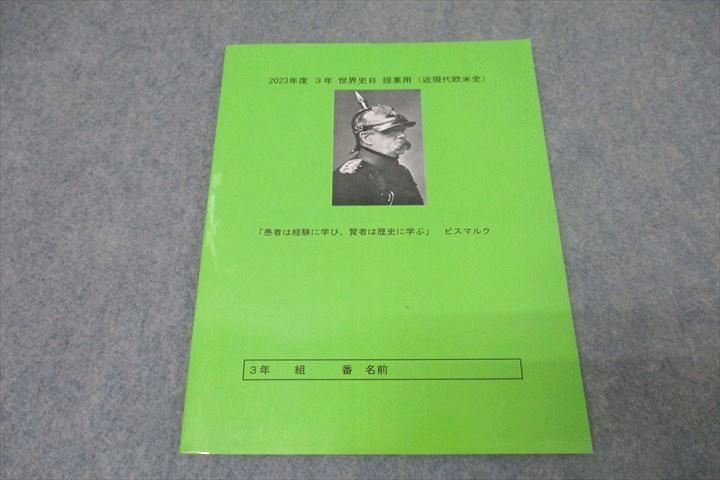 2023年度 3年 世界史B 授業用（近現代欧米史）
「愚者は経験に学び、賢者は歴史に学ぶ」 ビスマルク
3年 組 番 名前